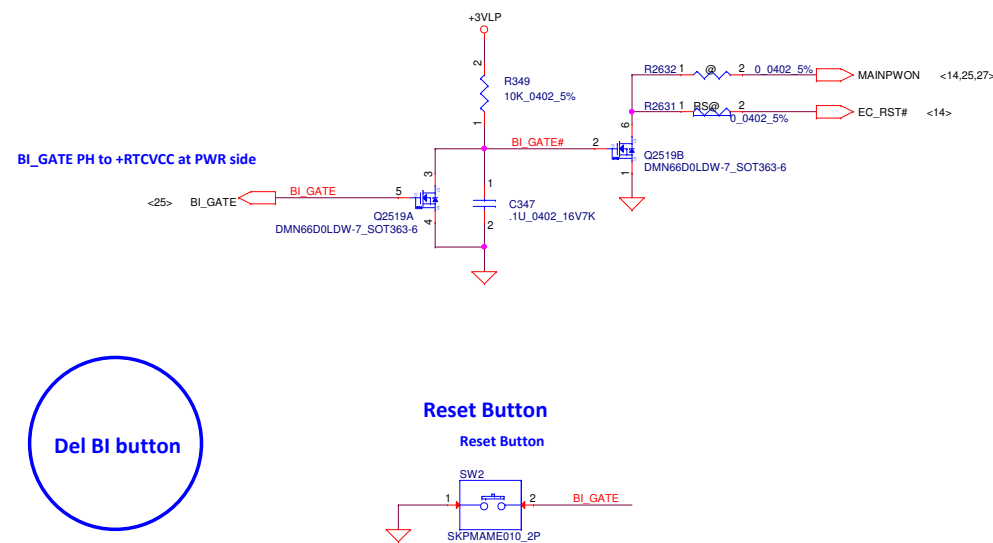 +3VLP
2
R349
10K_0402_5%
1
R2632 1 @ 2 0_0402_5%
MAINPWON <14,25,27>
R2631 1 RS@ 2
0_0402_5%
EC_RST# <14>
6
BI_GATE# 2
Q2519B
DMN66D0LDW-7_SOT363-6
1
BI_GATE PH to +RTCVCC at PWR side
3
<25> BI_GATE
BI_GATE 5
Q2519A
DMN66D0LDW-7_SOT363-6
4
1
C347
.1U_0402_16V7K
2
Del BI button
Reset Button
Reset Button
SW2
1 2 BI_GATE
SKPMAME010_2P